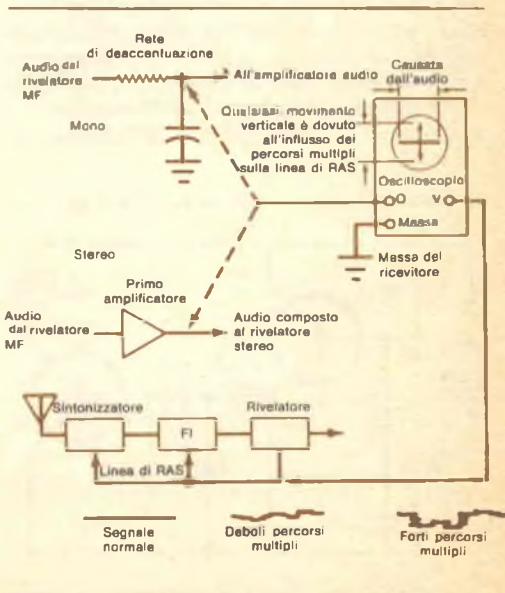 Rete
di deaccentuazione
Audio dal
rivelatore
MF
All'amplificatore audio
Causata
dall'audio
Mono
Qualsiasi movimento
verticale è dovuto
all'influsso dei
percorsi multipli
sulla linea di RAS
Oscilloscopio
O
V
Massa
Massa del
ricevitore
Stereo
Primo
amplificatore
Audio
dal rivelatore
MF
Audio composto
al rivelatore
stereo
Sintonizzatore
FI
Rivelatore
Linea di RAS
Segnale
normale
Deboli percorsi
multipli
Forti percorsi
multipli